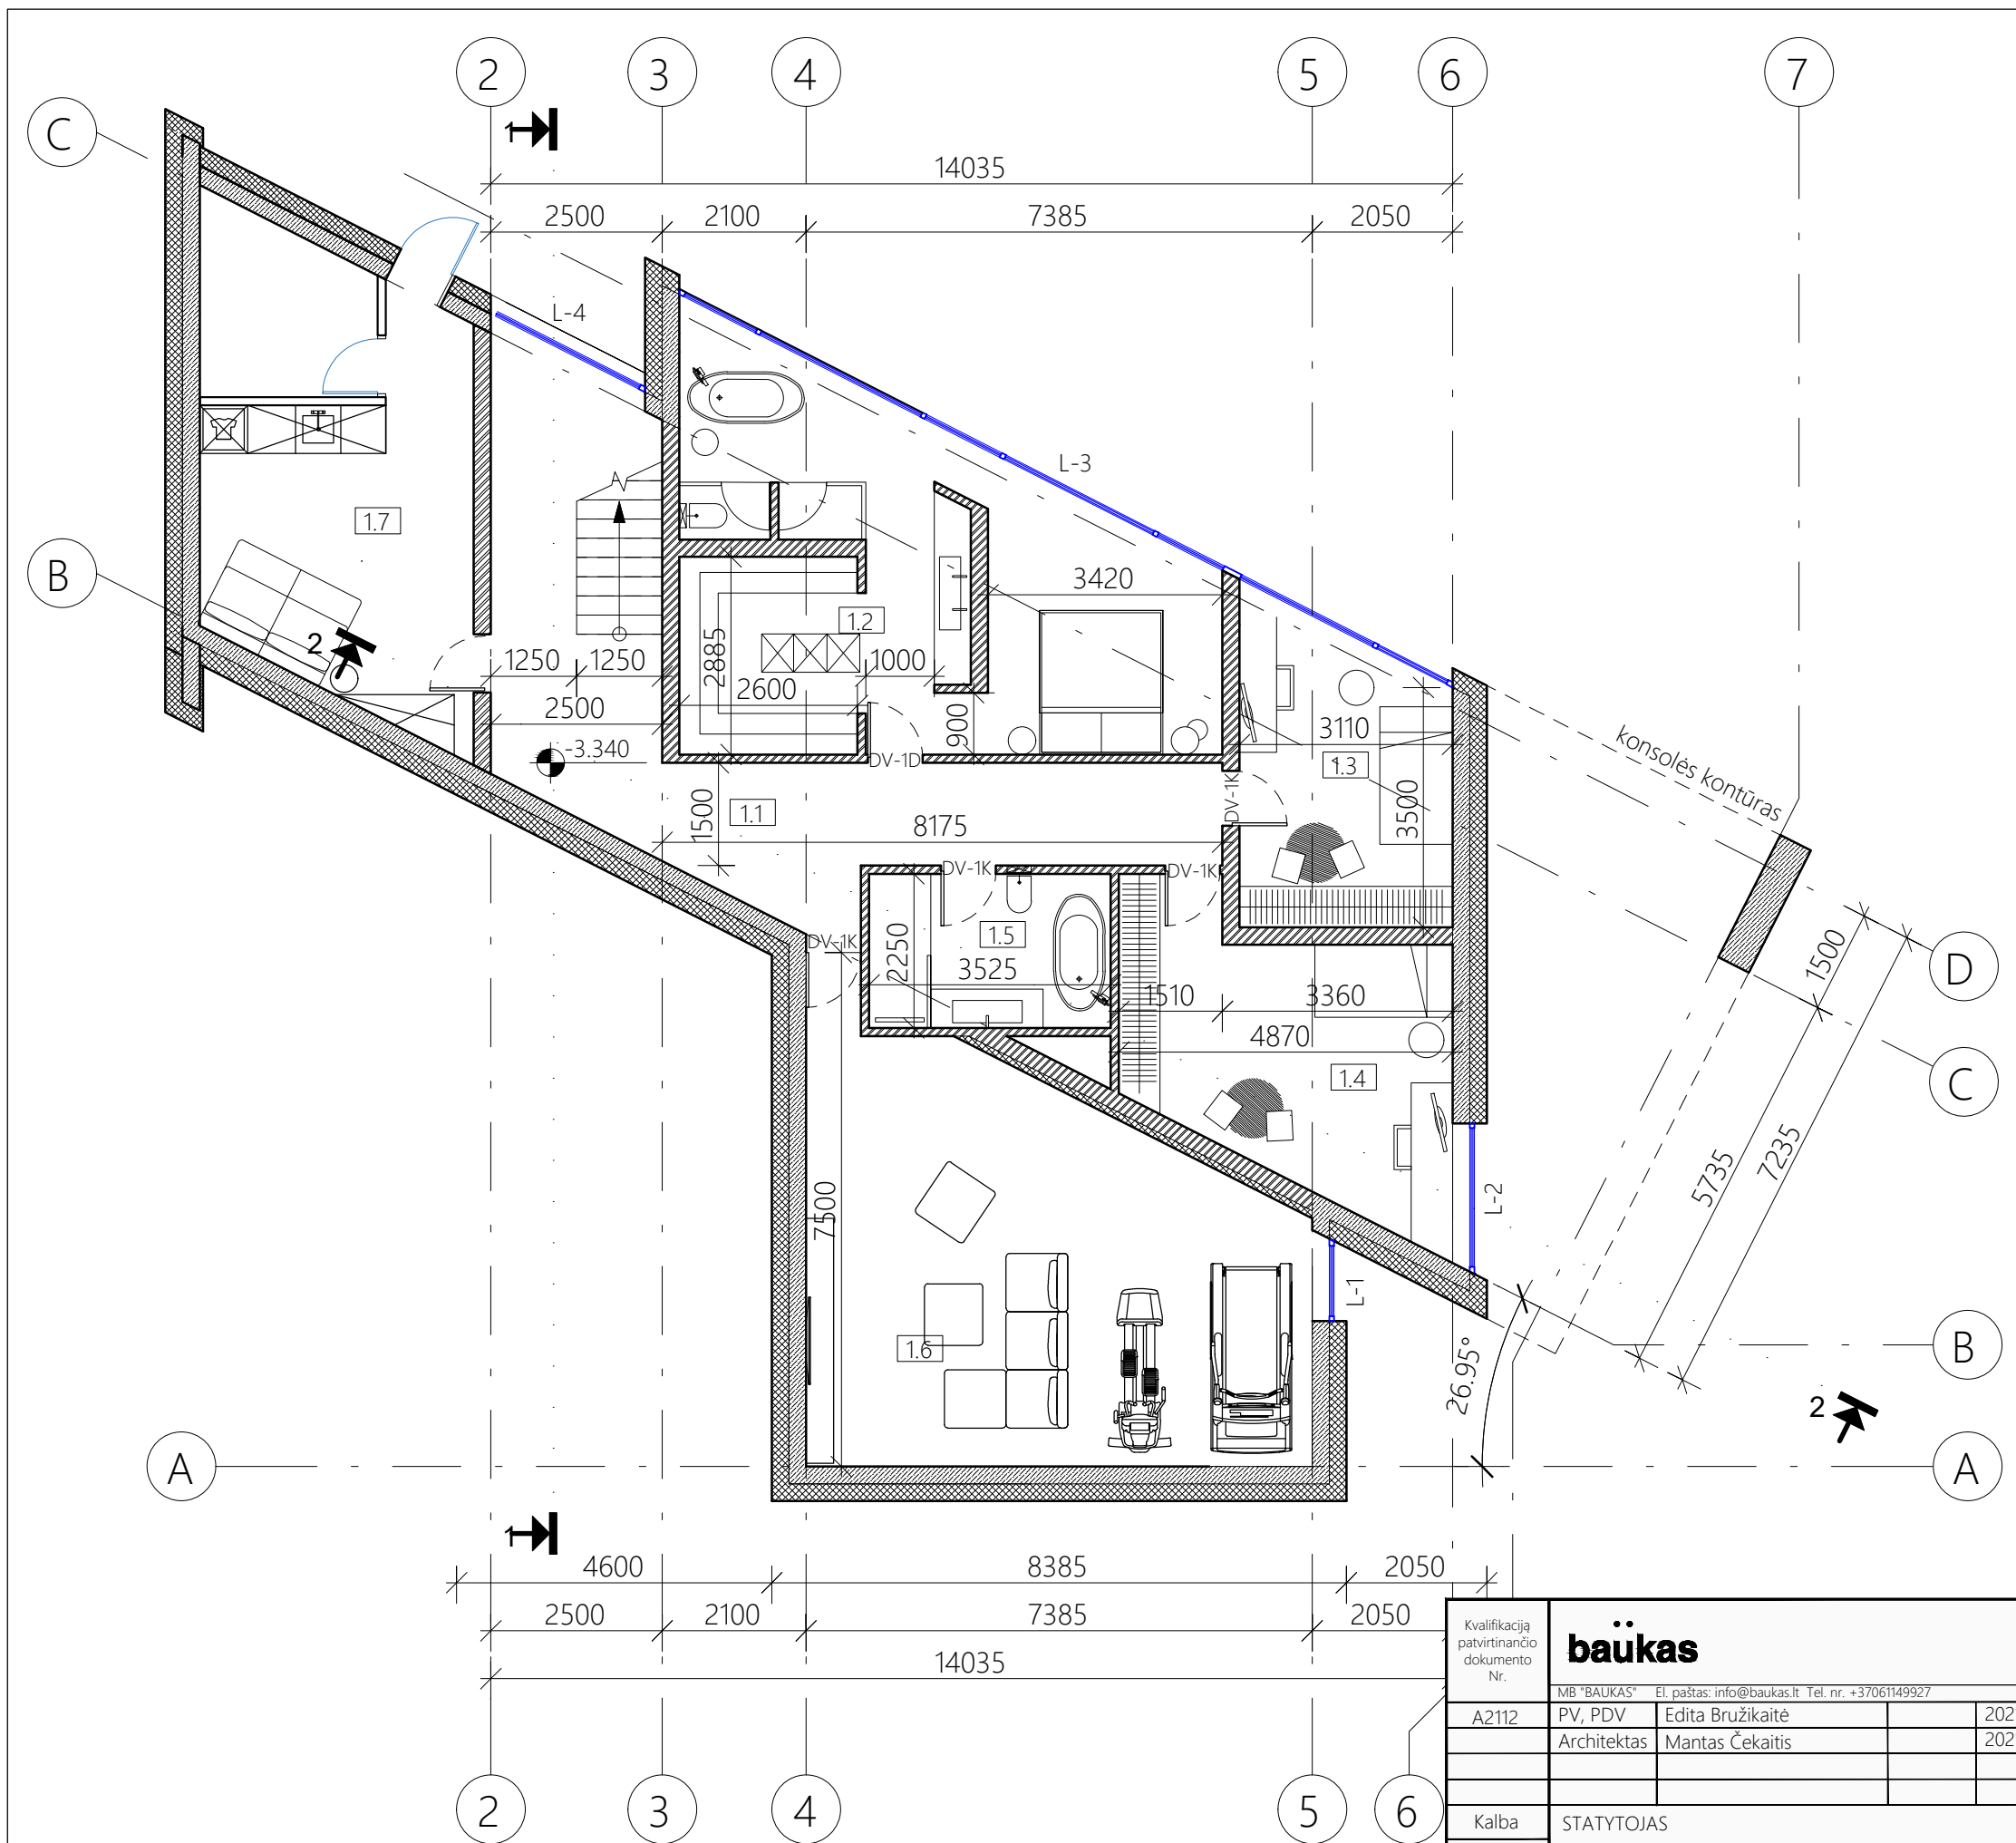 2 3 4 5 6 7
C
1
14035
2500 2100 7385 2050
L-4
L-3
1.7
B
3420
1.2
2
1250 1250 2885 1000
2600
2500 900 3110
-3.340 DV-1D 1.3
konsolės kontūras
1500 1.1 DV-1K 3500
8175
DV-1K DV-1K
DV-1K 2250 1.5
3525
1500 D
1510 3360
4870
1.4 C
7500 5735 7235
L-2
L-1
1.6 B
26.95°
2
A A
1
4600 8385 2050
2500 2100 7385 2050
14035
Kvalifikaciją
patvirtinančio
dokumento
Nr.
baükas
MB "BAUKAS" El. paštas: info@baukas.lt Tel. nr. +37061149927
A2112 PV, PDV Edita Bružikaitė 202
Architektas Mantas Čekaitis 202
Kalba STATYTOJAS
2 3 4 5 6